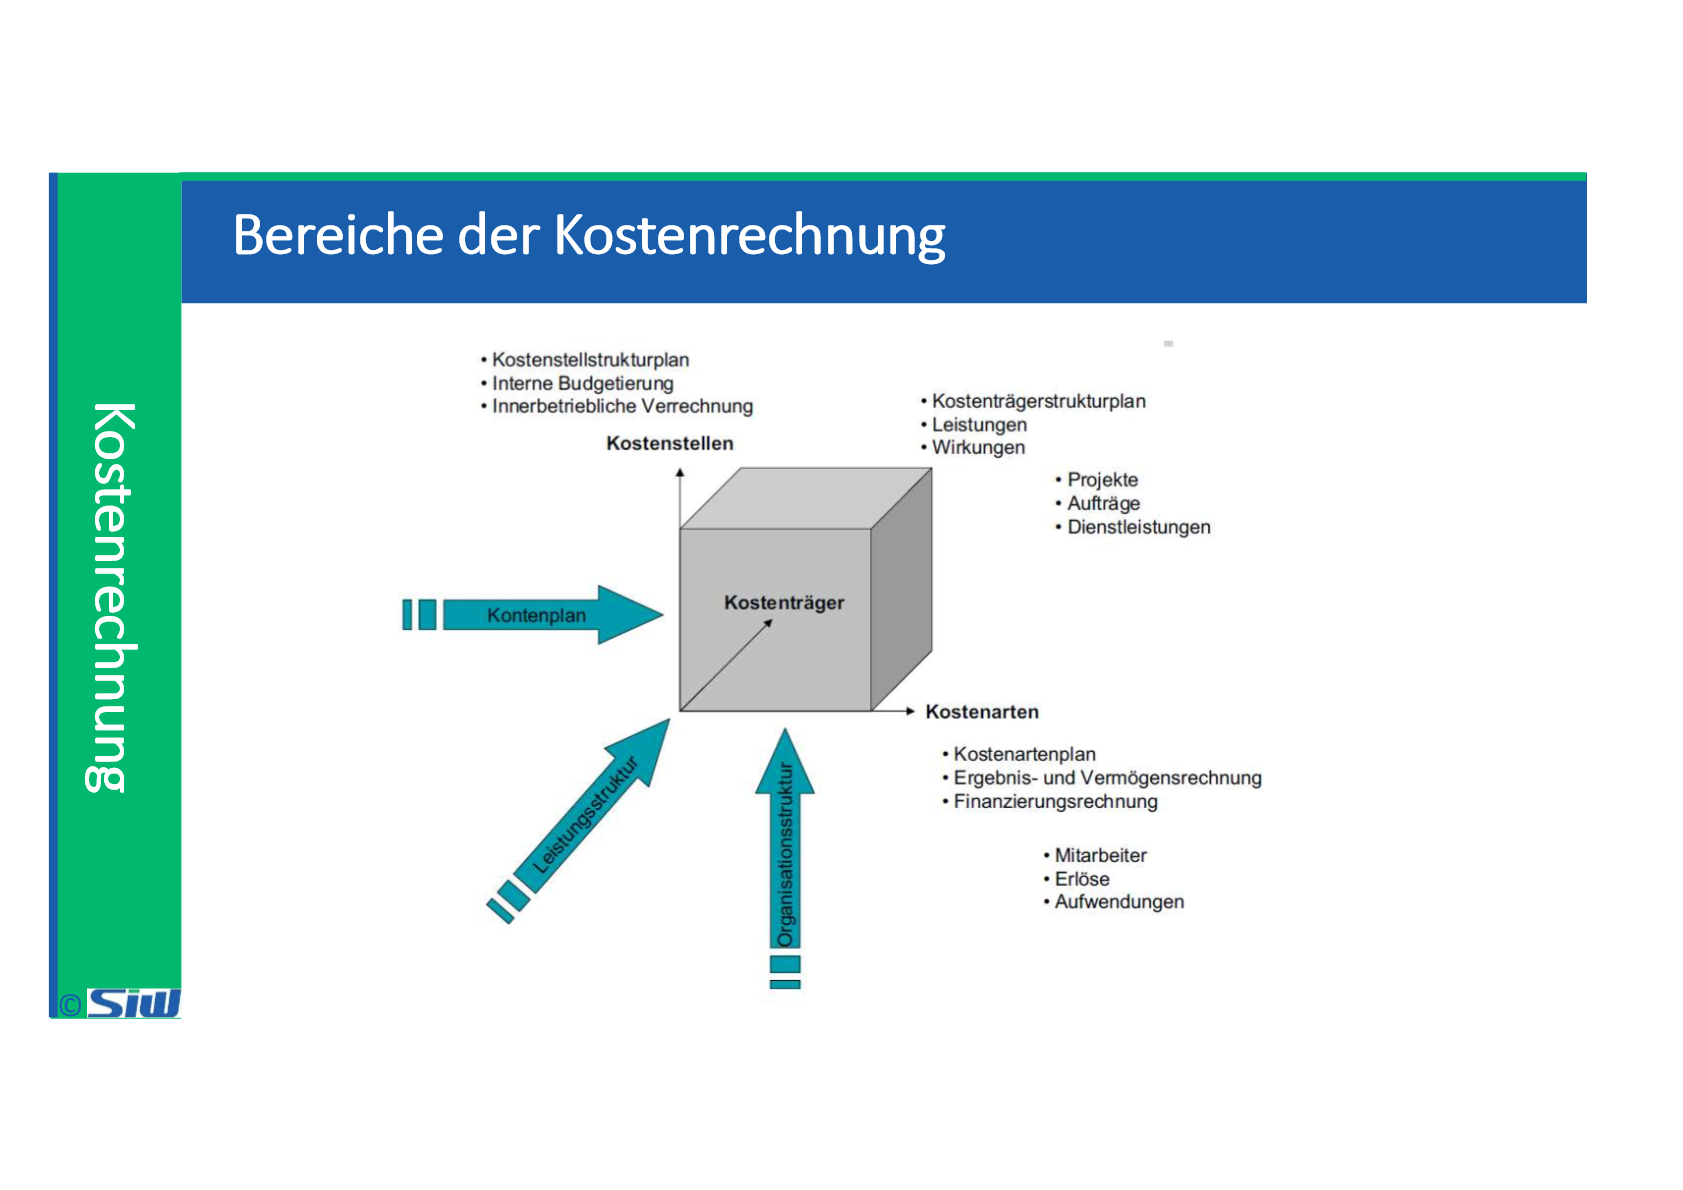 Bereiche der Kostenrechnung
Kostenrechnung
• Kostenstellstrukturplan
• Interne Budgetierung
• Innerbetriebliche Verrechnung
Kostenstellen
• Kostenträgerstrukturplan
• Leistungen
• Wirkungen
• Projekte
• Aufträge
• Dienstleistungen
Kontenplan
Kostenträger
Kostenarten
• Kostenartenplan
• Ergebnis- und Vermögensrechnung
• Finanzierungsrechnung
Leistungsstruktur
Organisationsstruktur
• Mitarbeiter
• Erlöse
• Aufwendungen
© SiW